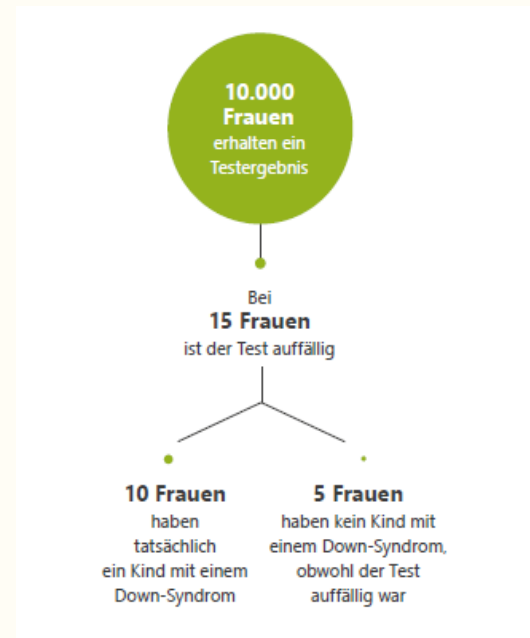 10.000
Frauen
erhalten ein
Testergebnis
Bei
15 Frauen
ist der Test auffällig
10 Frauen
haben
tatsächlich
ein Kind mit einem
Down-Syndrom
5 Frauen
haben kein Kind mit
einem Down-Syndrom,
obwohl der Test
auffällig war